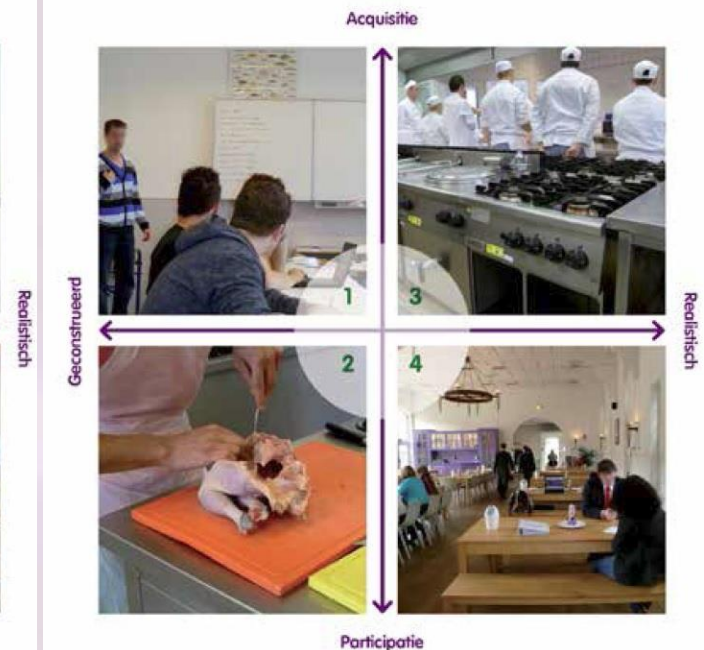 Acquisitie
Realistisch
Geconstrueerd
1
3
Realistisch
2
4
Participatie